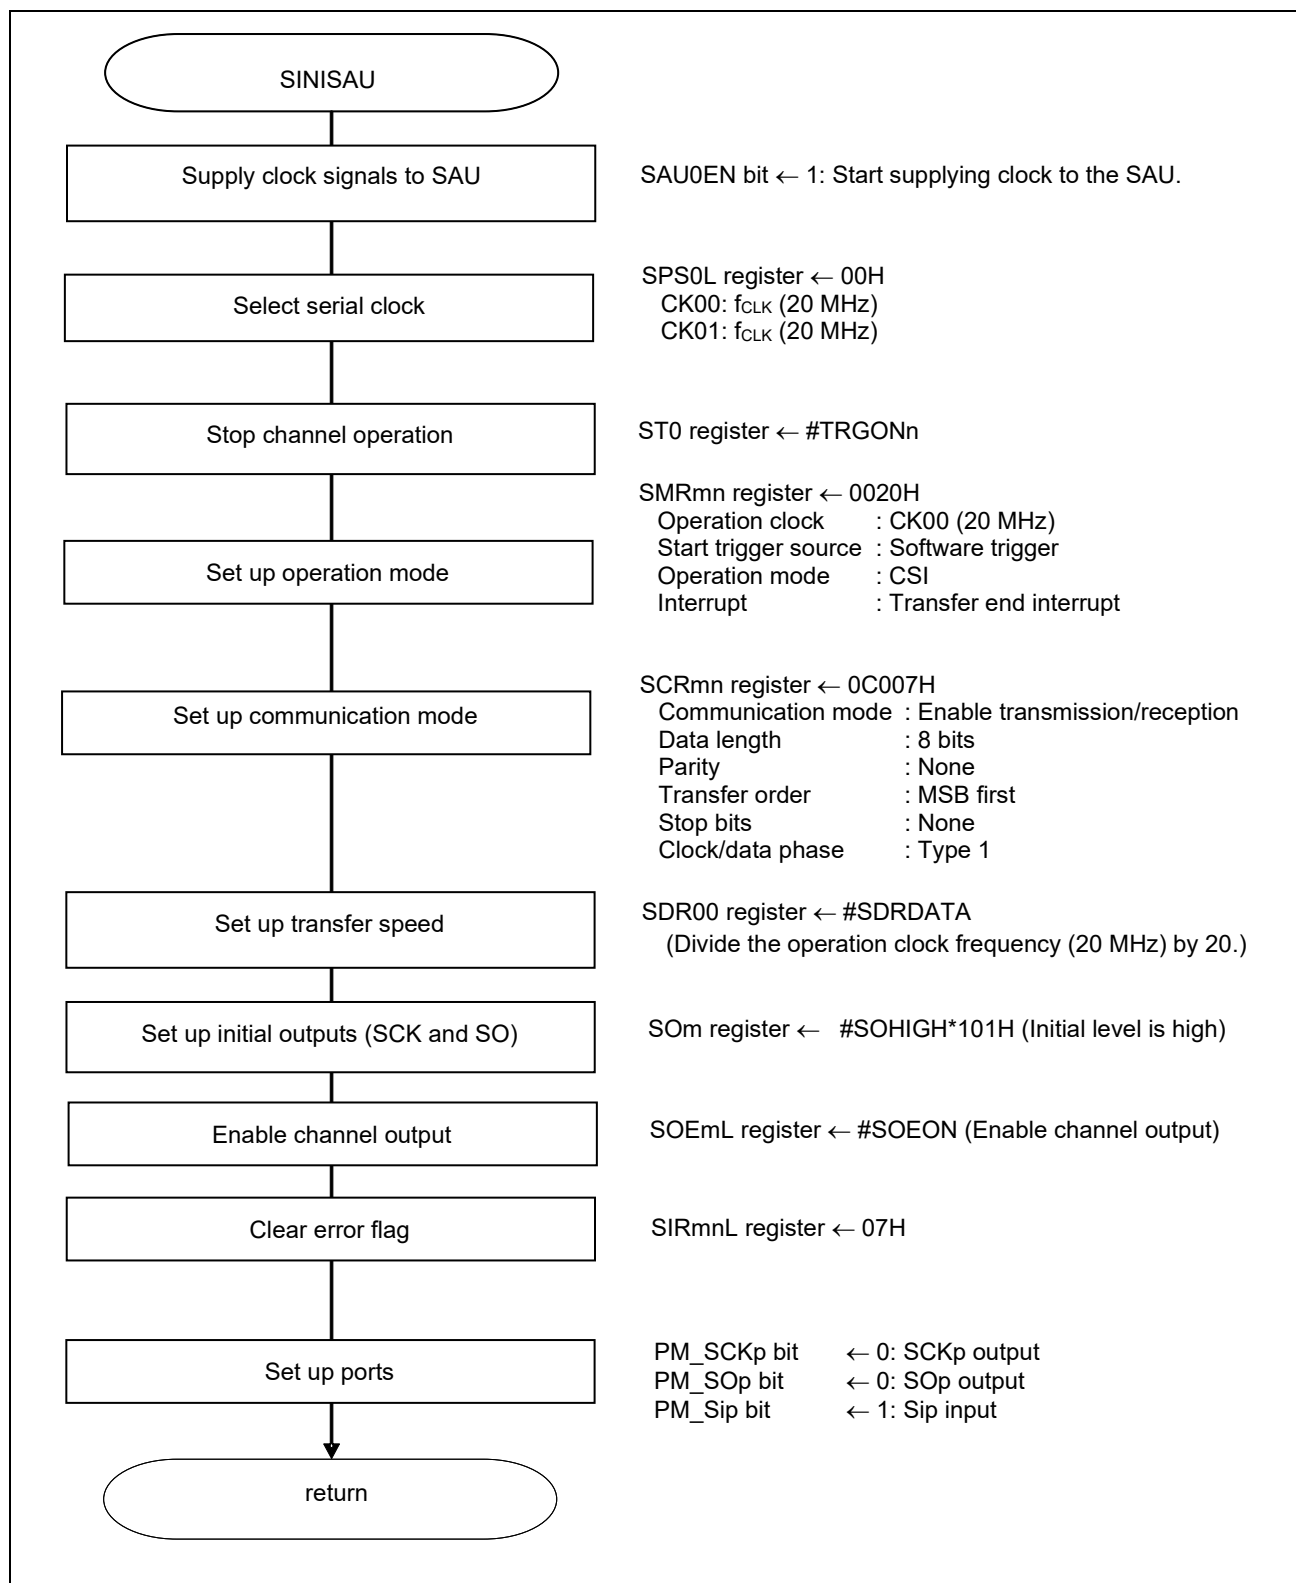 SINISAU
Supply clock signals to SAU
SAU0EN bit ← 1: Start supplying clock to the SAU.
Select serial clock
SPS0L register ← 00H
CK00: fCLK (20 MHz)
CK01: fCLK (20 MHz)
Stop channel operation
ST0 register ← #TRGONn
Set up operation mode
SMRmn register ← 0020H
Operation clock : CK00 (20 MHz)
Start trigger source : Software trigger
Operation mode : CSI
Interrupt : Transfer end interrupt
Set up communication mode
SCRmn register ← 0C007H
Communication mode : Enable transmission/reception
Data length : 8 bits
Parity : None
Transfer order : MSB first
Stop bits : None
Clock/data phase : Type 1
Set up transfer speed
SDR00 register ← #SDRDATA
(Divide the operation clock frequency (20 MHz) by 20.)
Set up initial outputs (SCK and SO)
SOm register ← #SOHIGH*101H (Initial level is high)
Enable channel output
SOEmL register ← #SOEON (Enable channel output)
Clear error flag
SIRmnL register ← 07H
Set up ports
PM_SCKp bit ← 0: SCKp output
PM_SOp bit ← 0: SOp output
PM_Sip bit ← 1: Sip input
return